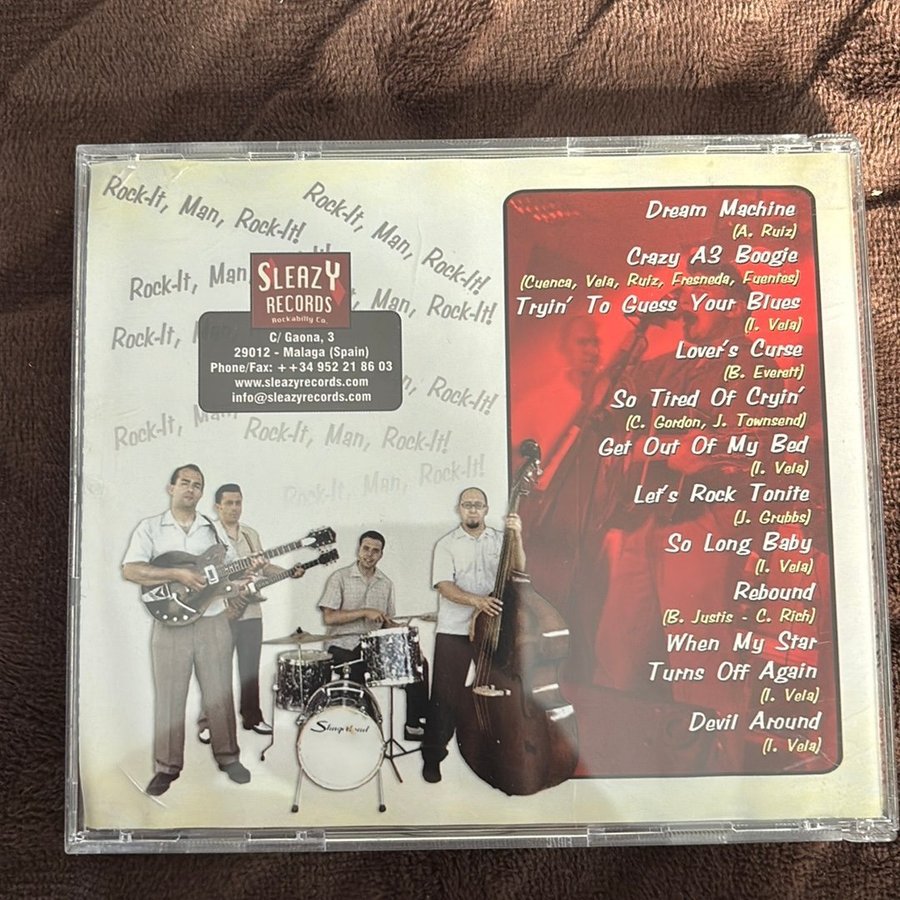 Rock-It, Man, Rock-It!
Rock-It, Man, Rock-It!
Rock-It, Man
Man, Rock-It!
Rock-It,
Rock-It!
Rock-It, Man,
Rock-It, Man, Rock-It!
Rock-It, Man, Rock-It!
SLEAZY
RECORDS
Rockabilly Co.
C/ Gaona, 3
29012 - Malaga (Spain)
Phone/Fax: ++34 952 21 86 03
www.sleazyrecords.com
info@sleazyrecords.com
Dream Machine
(A. Ruiz)
Crazy A3 Boogie
(Cuenca, Vela, Ruiz, Fresneda, Fuentes)
Tryin' To Guess Your Blues
(I. Vela)
Lover's Curse
(B. Everett)
So Tired Of Cryin'
(C. Gordon, J. Townsend)
Get Out Of My Bed
(I. Vela)
Let's Rock Tonite
(J. Grubbs)
So Long Baby
(I. Vela)
Rebound
(B. Justis - C. Rich)
When My Star
Turns Off Again
(I. Vela)
Devil Around
(I. Vela)